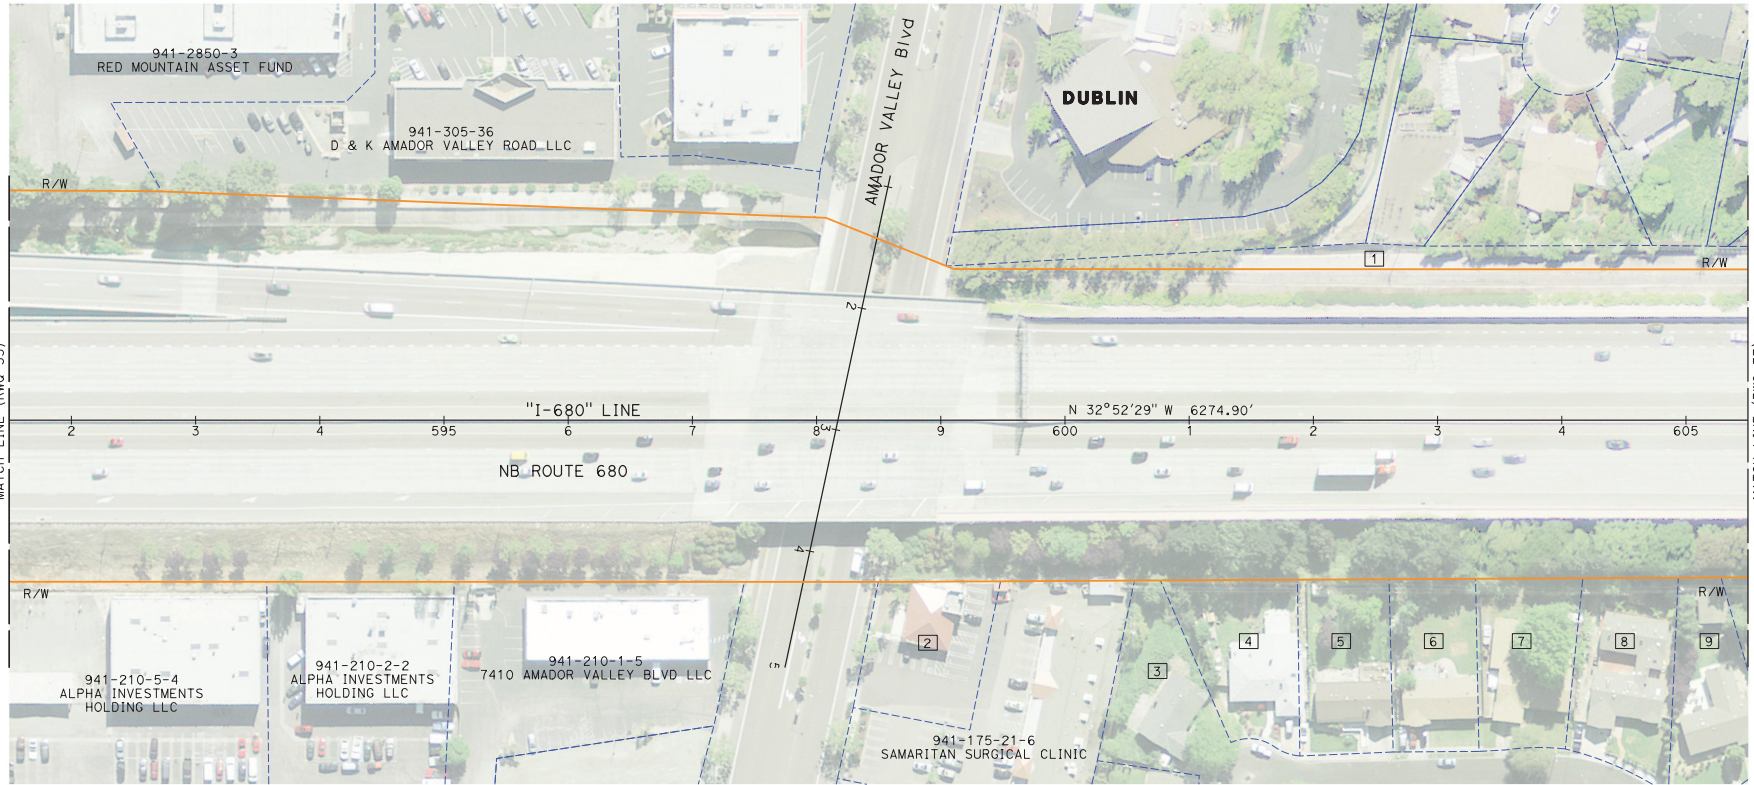 AMADOR VALLEY Blvd
941-2850-3
RED MOUNTAIN ASSET FUND
941-305-36
D & K AMADOR VALLEY ROAD LLC
DUBLIN
R/W
1
R/W
2
"I-680" LINE
N 32°52'29" W 6274.90'
2 3 4 595 6 7 8 3 9 600 1 2 3 4 605
NB ROUTE 680
4
R/W
R/W
2
3
4
5
6
7
8
9
5
941-210-5-4
ALPHA INVESTMENTS
HOLDING LLC
941-210-2-2
ALPHA INVESTMENTS
HOLDING LLC
941-210-1-5
7410 AMADOR VALLEY BLVD LLC
941-175-21-6
SAMARITAN SURGICAL CLINIC